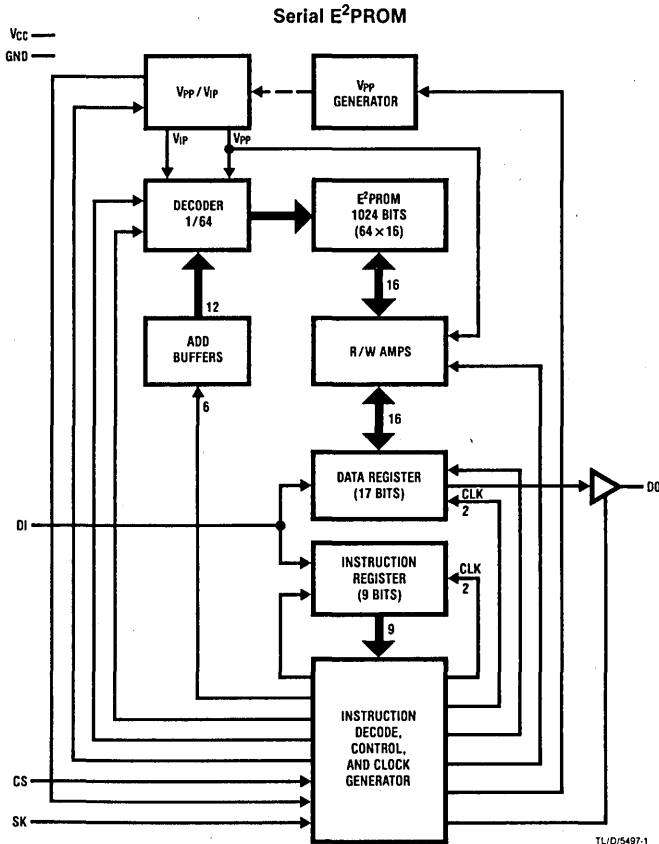 Serial E²PROM
VCC
GND
VPP/VIP
VPP
GENERATOR
VIP
VPP
DECODER
1/64
E²PROM
1024 BITS
(64 × 16)
12
16
ADD
BUFFERS
R/W AMPS
6
16
DATA REGISTER
(17 BITS)
CLK
2
DO
DI
INSTRUCTION
REGISTER
(9 BITS)
CLK
2
9
INSTRUCTION
DECODE,
CONTROL,
AND CLOCK
GENERATOR
CS
SK
TL/D/5497-1